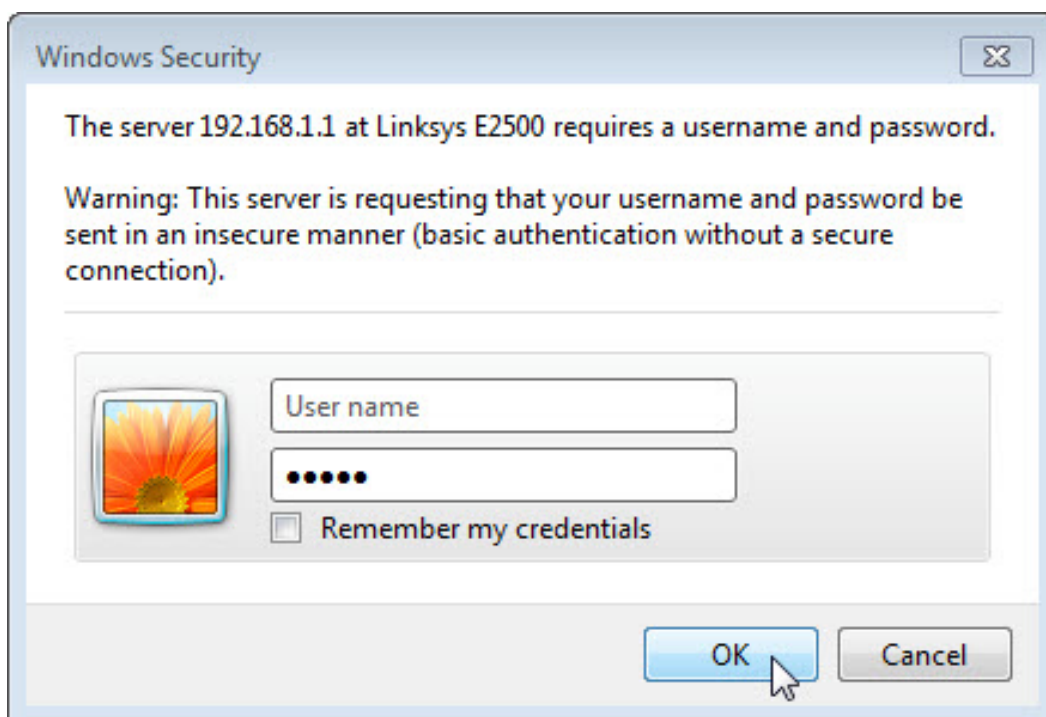 Windows Security
The server 192.168.1.1 at Linksys E2500 requires a username and password.
Warning: This server is requesting that your username and password be
sent in an insecure manner (basic authentication without a secure
connection).
User name
•••••
Remember my credentials
OK
Cancel